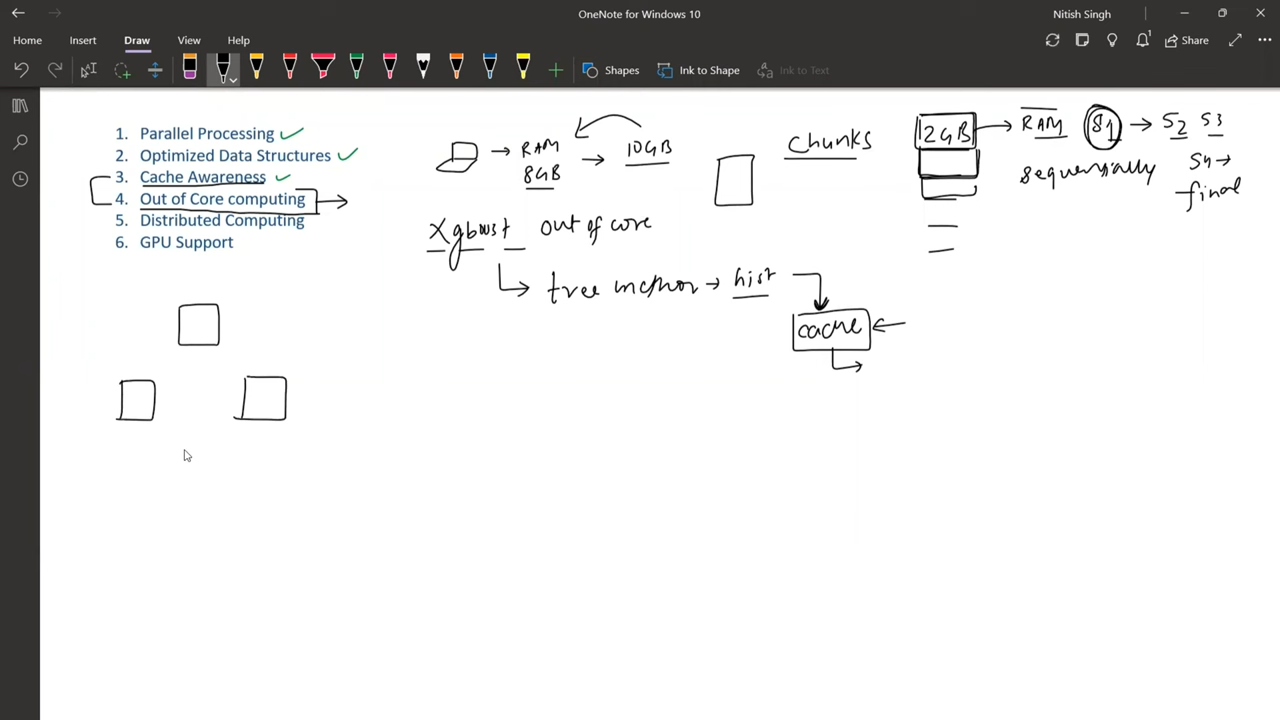 OneNote for Windows 10
Nitish Singh
Home Insert Draw View Help
Share
Shapes
Ink to Shape
Ink to Text
1. Parallel Processing
2. Optimized Data Structures
3. Cache Awareness
4. Out of Core computing
5. Distributed Computing
6. GPU Support
RAM
8GB
10GB
Chunks
12GB
RAM
S1
S2 S3
S4
final
sequensially
Xgboost out of core
tree method → hist
cache